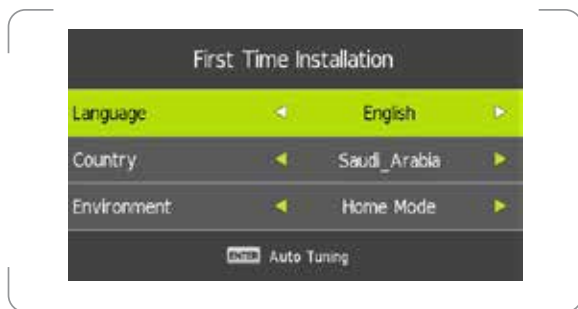 First Time Installation
Language English
Country Saudi_Arabia
Environment Home Mode
ENTER Auto Tuning